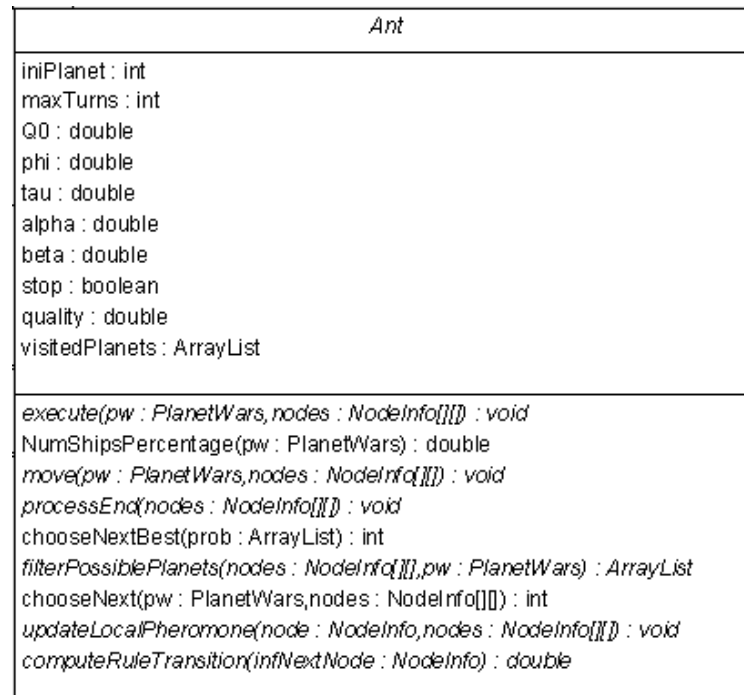 Ant
iniPlanet : int
maxTurns : int
Q0 : double
phi : double
tau : double
alpha : double
beta : double
stop : boolean
quality : double
visitedPlanets : ArrayList
execute(pw : PlanetWars,nodes : NodeInfo[][]) : void
NumShipsPercentage(pw : PlanetWars) : double
move(pw : PlanetWars,nodes : NodeInfo[][]) : void
processEnd(nodes : NodeInfo[][]) : void
chooseNextBest(prob : ArrayList) : int
filterPossiblePlanets(nodes : NodeInfo[][],pw : PlanetWars) : ArrayList
chooseNext(pw : PlanetWars,nodes : NodeInfo[][]) : int
updateLocalPheromone(node : NodeInfo,nodes : NodeInfo[][]) : void
computeRuleTransition(infNextNode : NodeInfo) : double